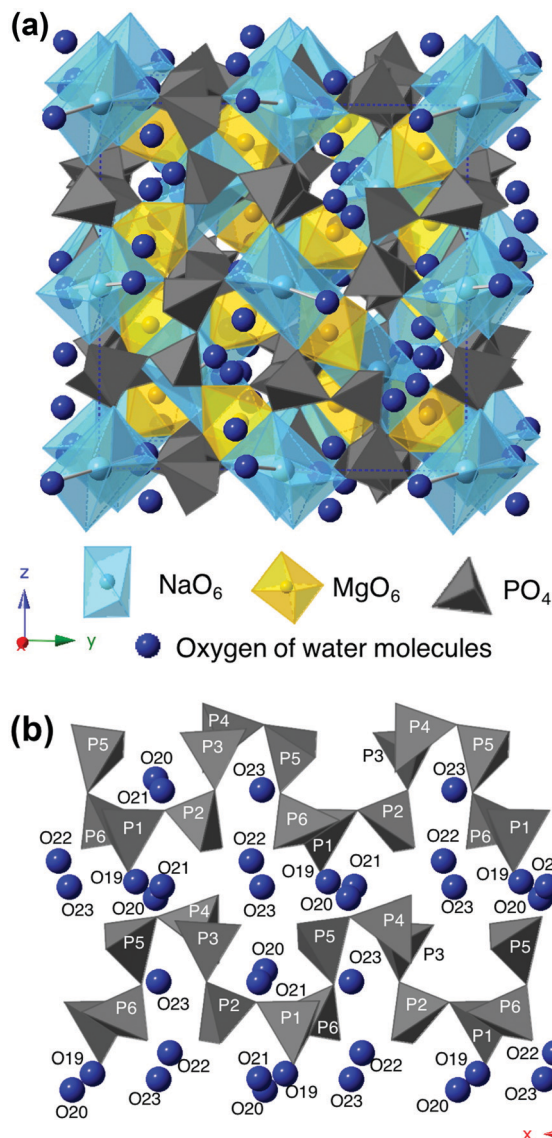 (a)
z
x
y
NaO6
MgO6
PO4
Oxygen of water molecules
(b)
P4
P5
P3
O20
O21
P5
O23
P4
P3
O23
P5
P2
P6
P1
O22
P6
P1
P2
O22
P6
P1
O22
O19
O21
O23
O20
O23
O19
O21
O20
O23
O19
O20
P4
P5
P3
O20
P5
O23
P4
P3
P5
O23
P2
O21
P6
P1
P6
P2
P6
P1
O19
O20
O22
O23
O21
O20
O19
O22
O23
O19
O20
O22
O23
x